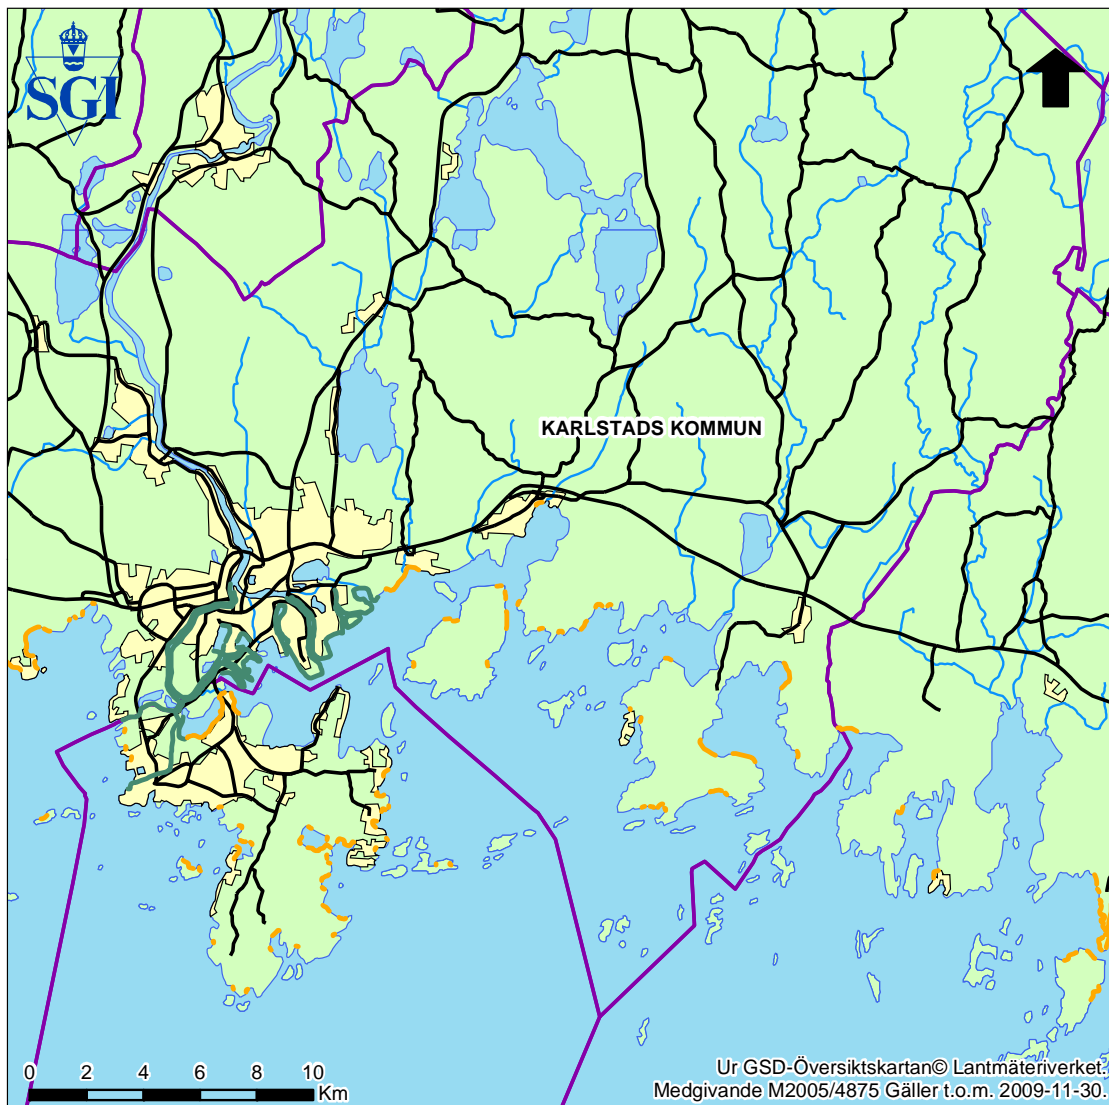 SGI
KARLSTADS KOMMUN
0 2 4 6 8 10
Km
Ur GSD-Översiktskartan© Lantmäteriverket.
Medgivande M2005/4875 Gäller t.o.m. 2009-11-30.